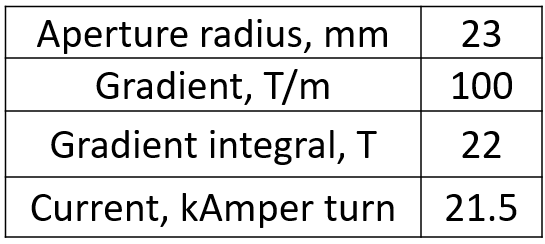 Aperture radius, mm 23
Gradient, T/m 100
Gradient integral, T 22
Current, kAmper turn 21.5